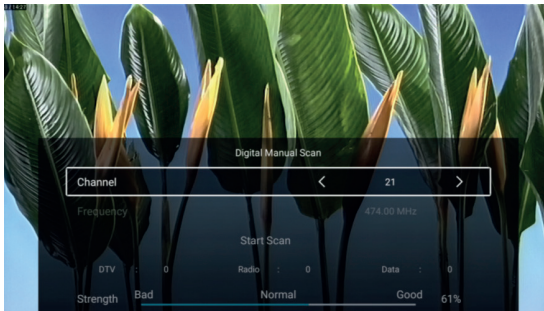 Digital Manual Scan
Channel < 21 >
Frequency 474.00 MHz
Start Scan
DTV : 0 Radio : 0 Data : 0
Strength Bad Normal Good 61%